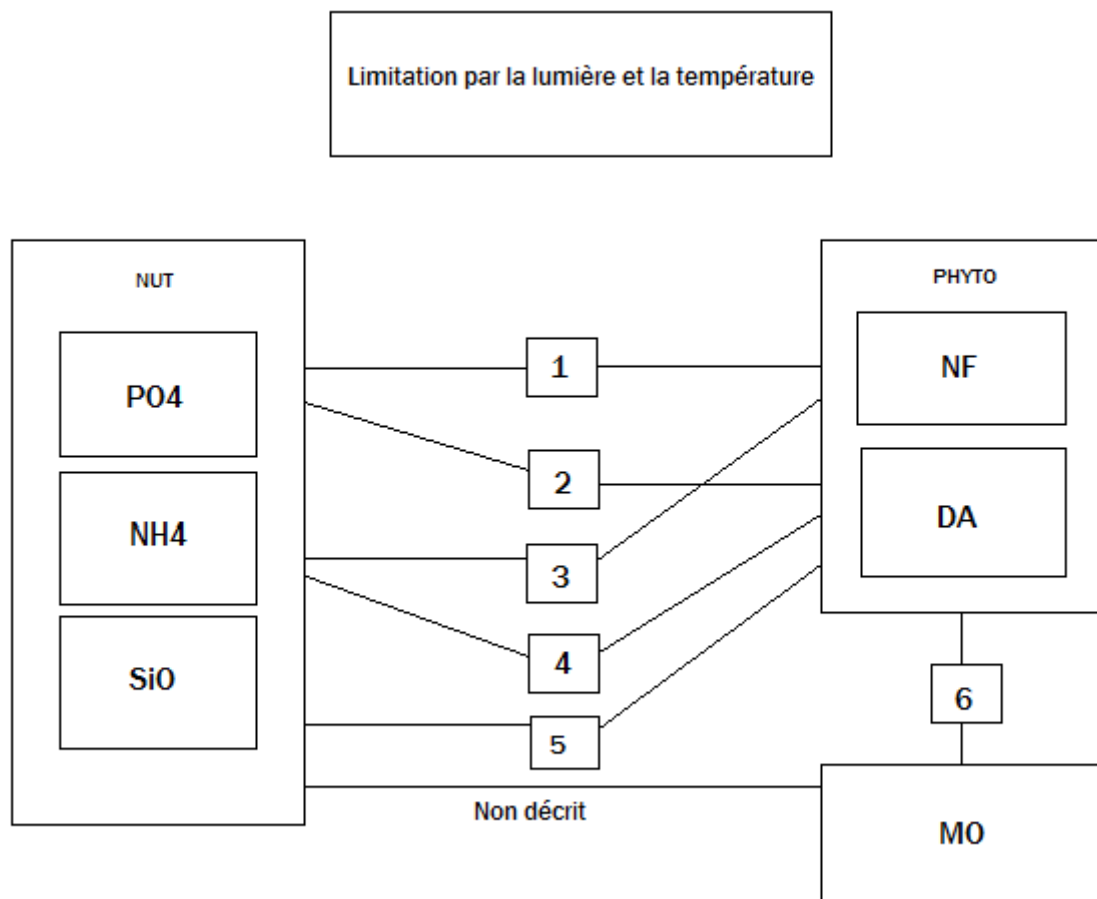 Limitation par la lumière et la température
NUT
PHYTO
PO4
NH4
SiO
1
2
3
4
5
NF
DA
6
Non décrit
MO